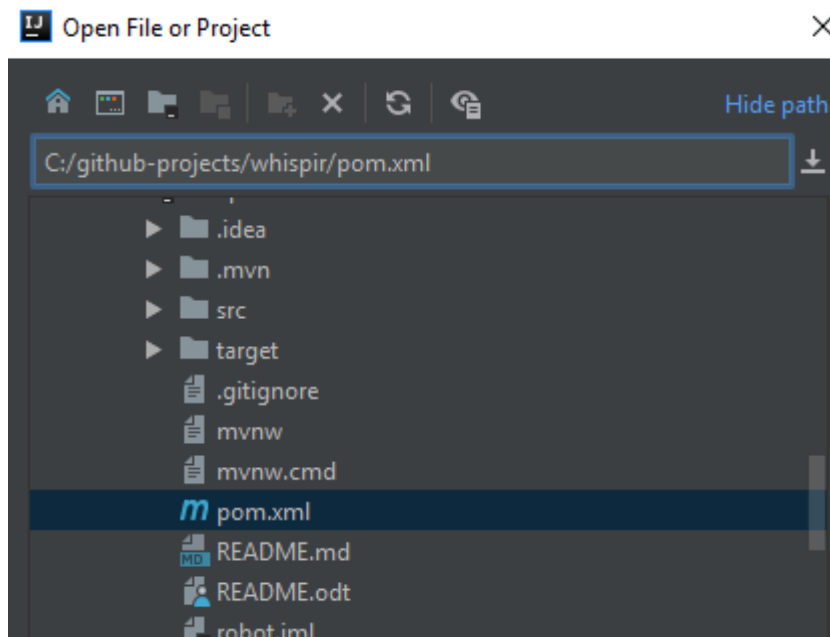 IJ Open File or Project
Hide path
C:/github-projects/whispir/pom.xml
.idea
.mvn
src
target
.gitignore
mvnw
mvnw.cmd
m pom.xml
MD README.md
README.odt
robot.iml